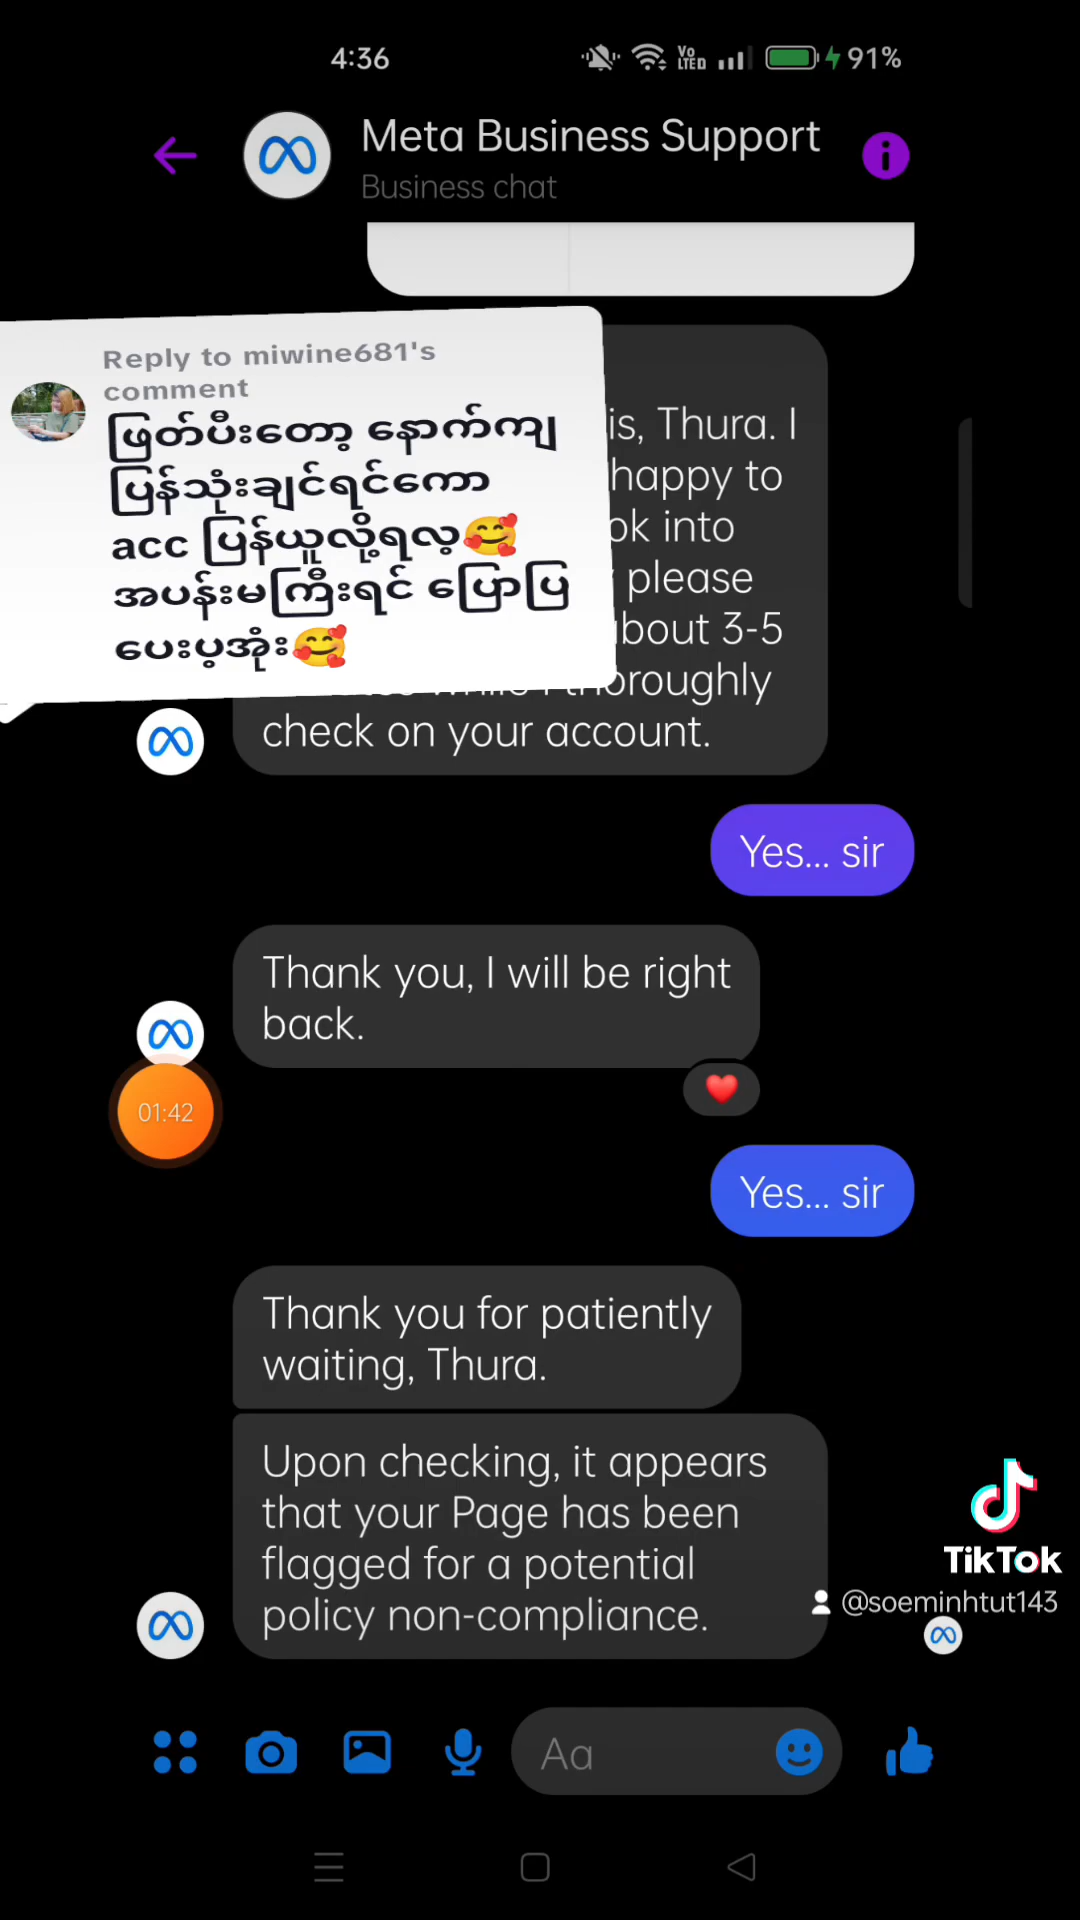 4:36
Vo
LTED
91%
Meta Business Support
Business chat
Reply to miwine681's
comment
ဖြတ်ပီးတော့ နောက်ကျ
ပြန်သုံးချင်ရင်ကော
acc ပြန်ယူလို့ရလ့🥰
အပန်းမကြီးရင် ပြောပြ
ပေးပ့အုံး🥰
is, Thura. I
happy to
ok into
please
about 3-5
thoroughly
check on your account.
Yes... sir
Thank you, I will be right
back.
01:42
Yes... sir
Thank you for patiently
waiting, Thura.
Upon checking, it appears
that your Page has been
flagged for a potential
policy non-compliance.
TikTok
@soeminhtut143
Aa